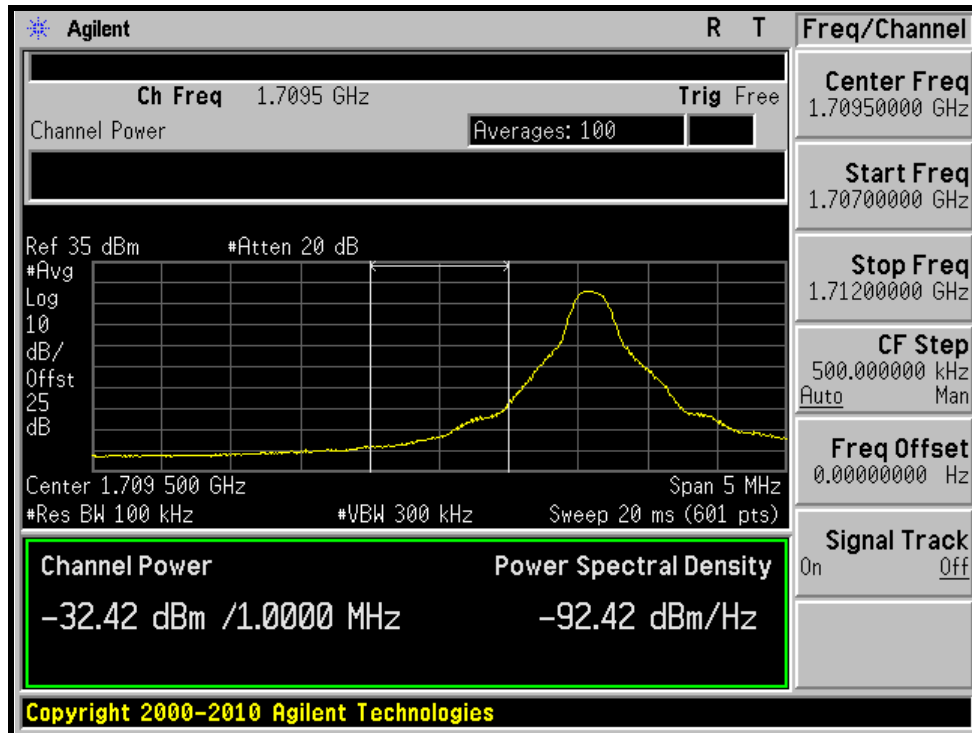 Agilent R T
Ch Freq 1.7095 GHz Trig Free
Channel Power Averages: 100
Ref 35 dBm #Atten 20 dB
#Avg
Log
10
dB/
Offst
25
dB
Center 1.709 500 GHz Span 5 MHz
#Res BW 100 kHz #VBW 300 kHz Sweep 20 ms (601 pts)
Channel Power Power Spectral Density
-32.42 dBm /1.0000 MHz -92.42 dBm/Hz
Copyright 2000-2010 Agilent Technologies
Freq/Channel
Center Freq
1.70950000 GHz
Start Freq
1.70700000 GHz
Stop Freq
1.71200000 GHz
CF Step
500.000000 kHz
Auto Man
Freq Offset
0.00000000 Hz
Signal Track
On Off